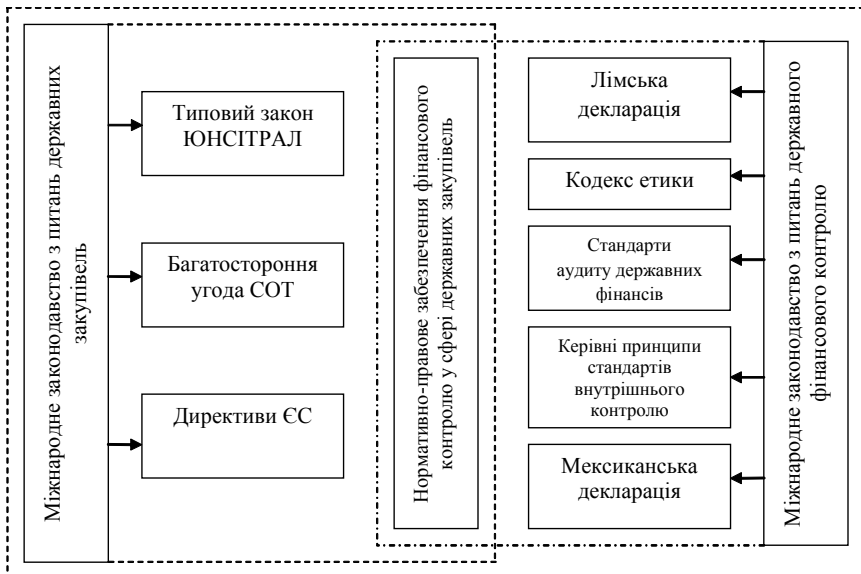 Міжнародне законодавство з питань державних
закупівель
Типовий закон
ЮНСІТРАЛ
Багатостороння
угода СОТ
Директиви ЄС
Нормативно-правове забезпечення фінансового
контролю у сфері державних закупівель
Лімська
декларація
Кодекс етики
Стандарти
аудиту державних
фінансів
Керівні принципи
стандартів
внутрішнього
контролю
Мексиканська
декларація
Міжнародне законодавство з питань державного
фінансового контролю